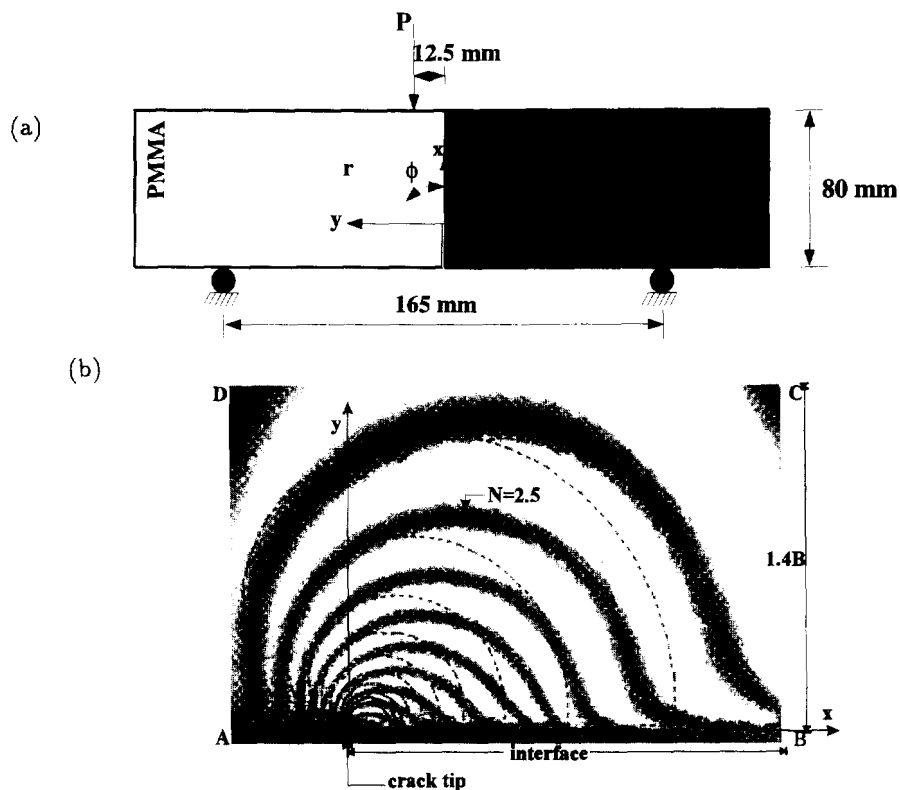 (a)
P
12.5 mm
PMMA
x
r
ϕ
y
80 mm
165 mm
(b)
D
C
y
N=2.5
1.4B
A
B
x
interface
crack tip